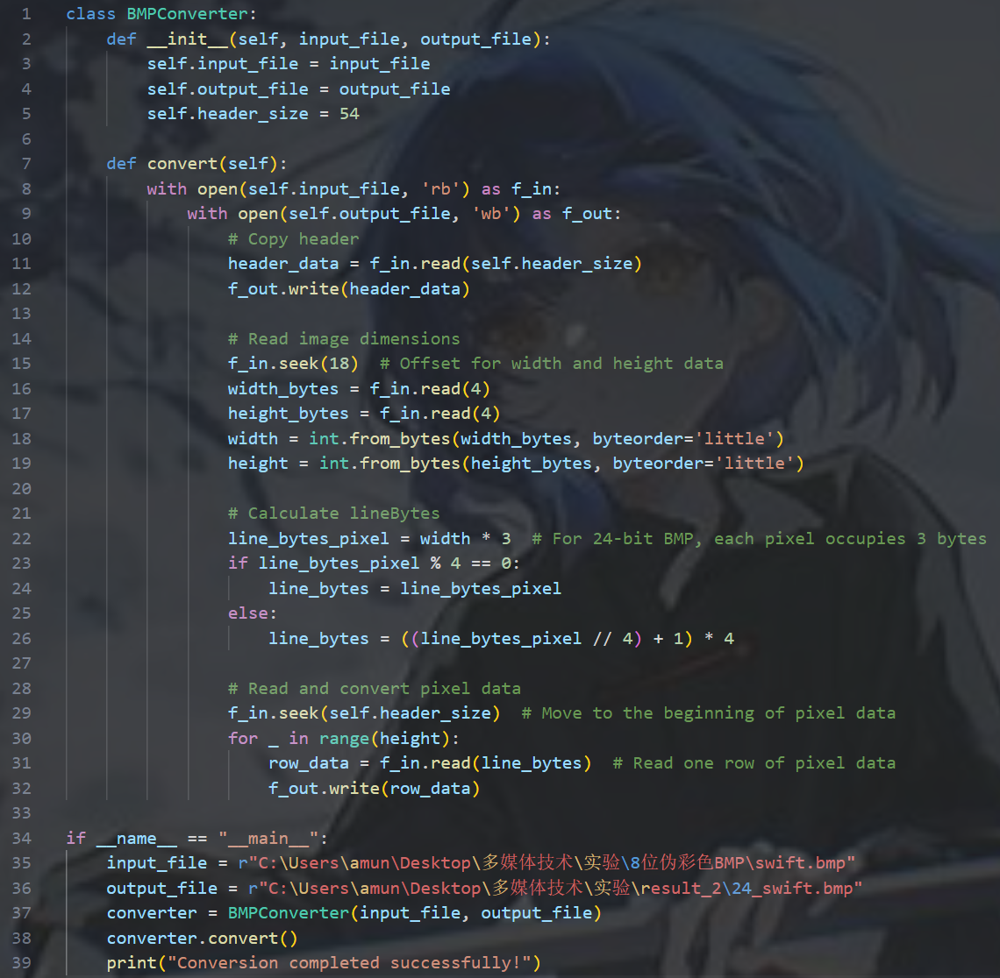 1 class BMPConverter:
2     def __init__(self, input_file, output_file):
3         self.input_file = input_file
4         self.output_file = output_file
5         self.header_size = 54
6
7     def convert(self):
8         with open(self.input_file, 'rb') as f_in:
9             with open(self.output_file, 'wb') as f_out:
10                 # Copy header
11                 header_data = f_in.read(self.header_size)
12                 f_out.write(header_data)
13
14                 # Read image dimensions
15                 f_in.seek(18)  # Offset for width and height data
16                 width_bytes = f_in.read(4)
17                 height_bytes = f_in.read(4)
18                 width = int.from_bytes(width_bytes, byteorder='little')
19                 height = int.from_bytes(height_bytes, byteorder='little')
20
21                 # Calculate lineBytes
22                 line_bytes_pixel = width * 3  # For 24-bit BMP, each pixel occupies 3 bytes
23                 if line_bytes_pixel % 4 == 0:
24                     line_bytes = line_bytes_pixel
25                 else:
26                     line_bytes = ((line_bytes_pixel // 4) + 1) * 4
27
28                 # Read and convert pixel data
29                 f_in.seek(self.header_size)  # Move to the beginning of pixel data
30                 for _ in range(height):
31                     row_data = f_in.read(line_bytes)  # Read one row of pixel data
32                     f_out.write(row_data)
33
34 if __name__ == "__main__":
35     input_file = r"C:\Users\amun\Desktop\多媒体技术\实验\8位伪彩色BMP\swift.bmp"
36     output_file = r"C:\Users\amun\Desktop\多媒体技术\实验\result_2\24_swift.bmp"
37     converter = BMPConverter(input_file, output_file)
38     converter.convert()
39     print("Conversion completed successfully!")